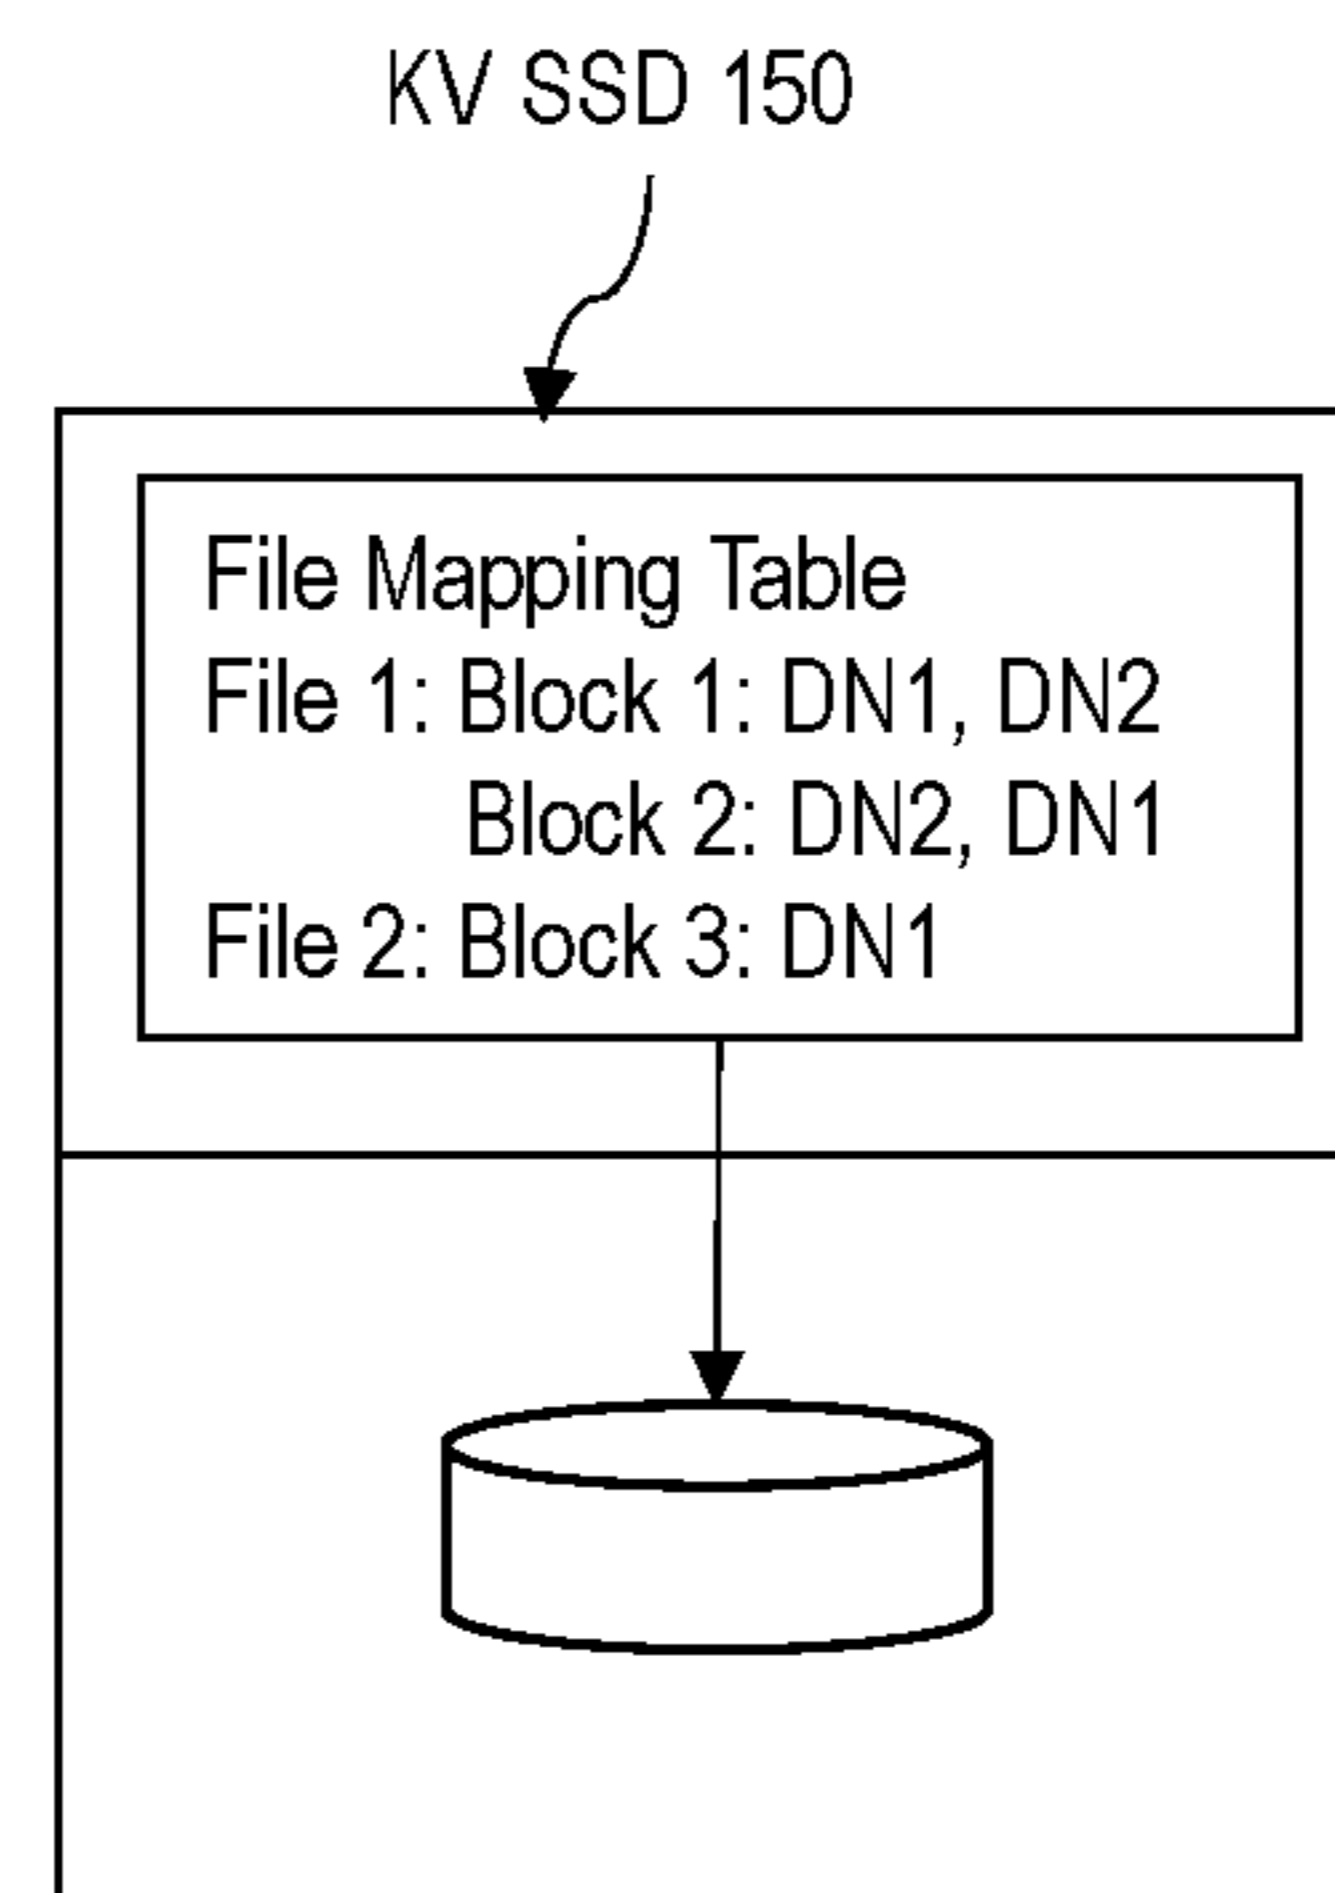 KV SSD 150
File Mapping Table
File 1: Block 1: DN1, DN2
Block 2: DN2, DN1
File 2: Block 3: DN1